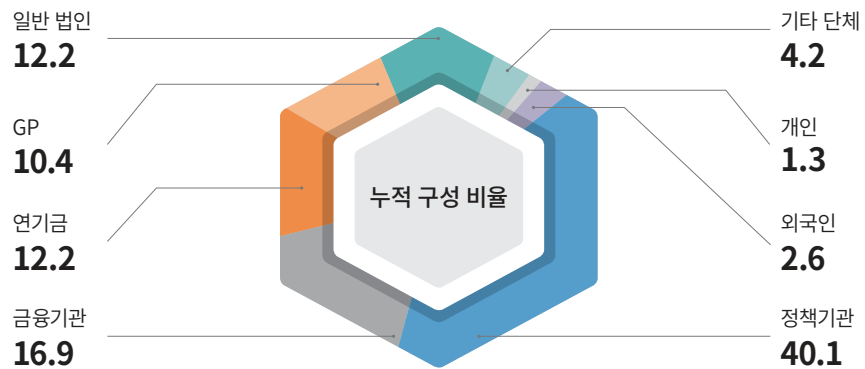 일반 법인
12.2
GP
10.4
연기금
12.2
금융기관
16.9
누적 구성 비율
기타 단체
4.2
개인
1.3
외국인
2.6
정책기관
40.1